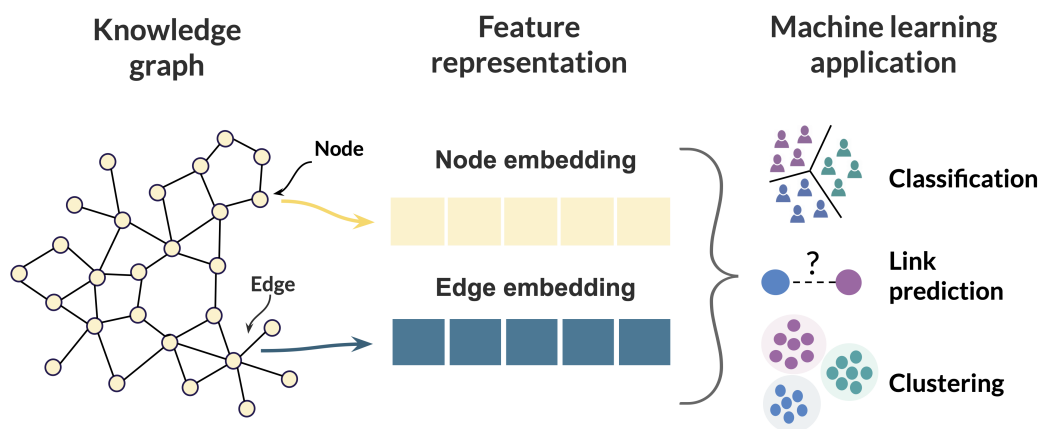 Knowledge
graph
Feature
representation
Machine learning
application
Node
Edge
Node embedding
Edge embedding
Classification
?
Link
prediction
Clustering